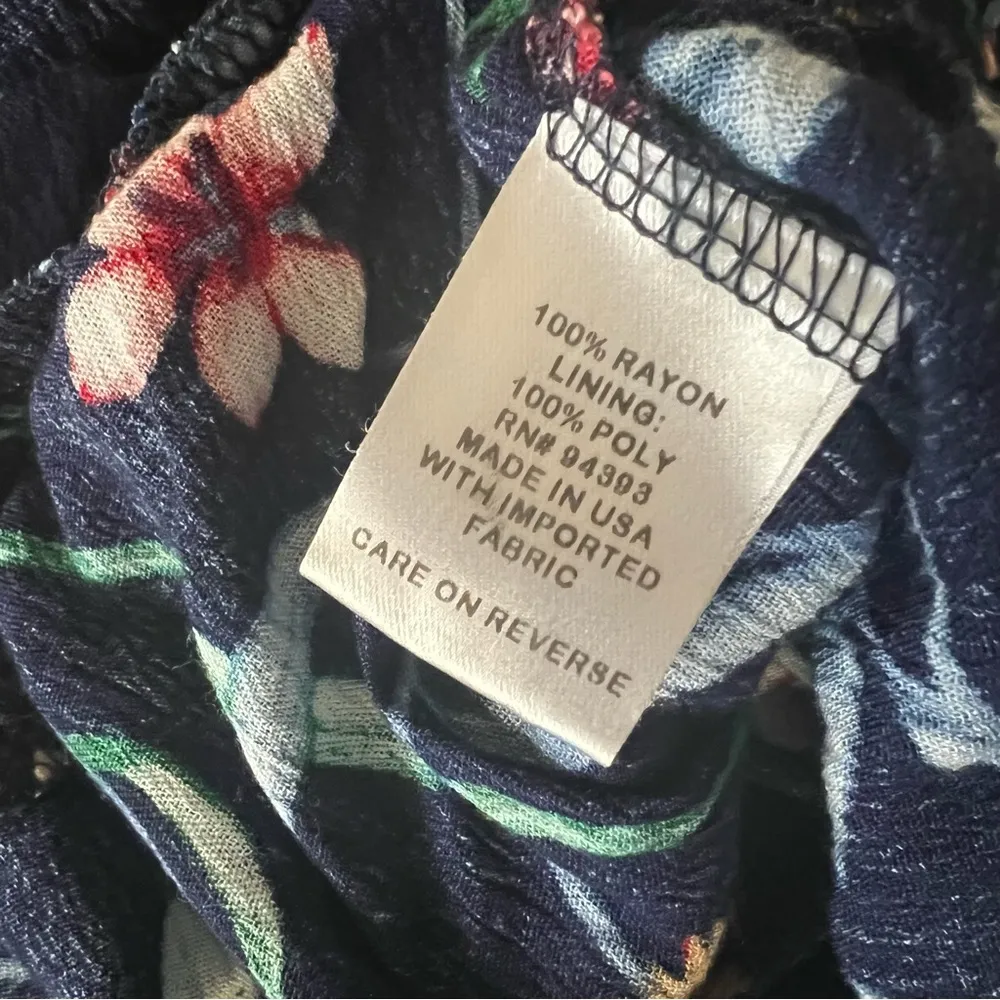 100% RAYON
LINING:
100% POLY
RN# 94393
MADE IN USA
WITH IMPORTED
FABRIC
CARE ON REVERSE